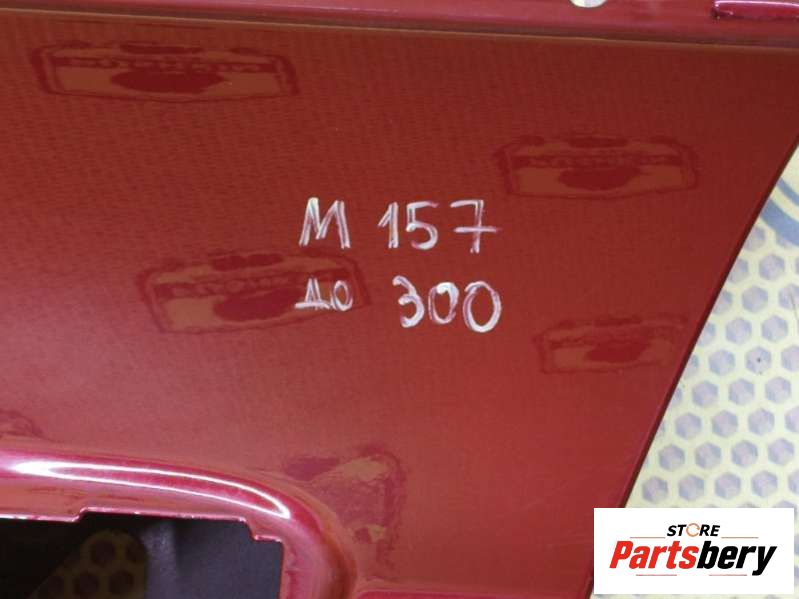 М 157
до 300
STORE
Partsbery